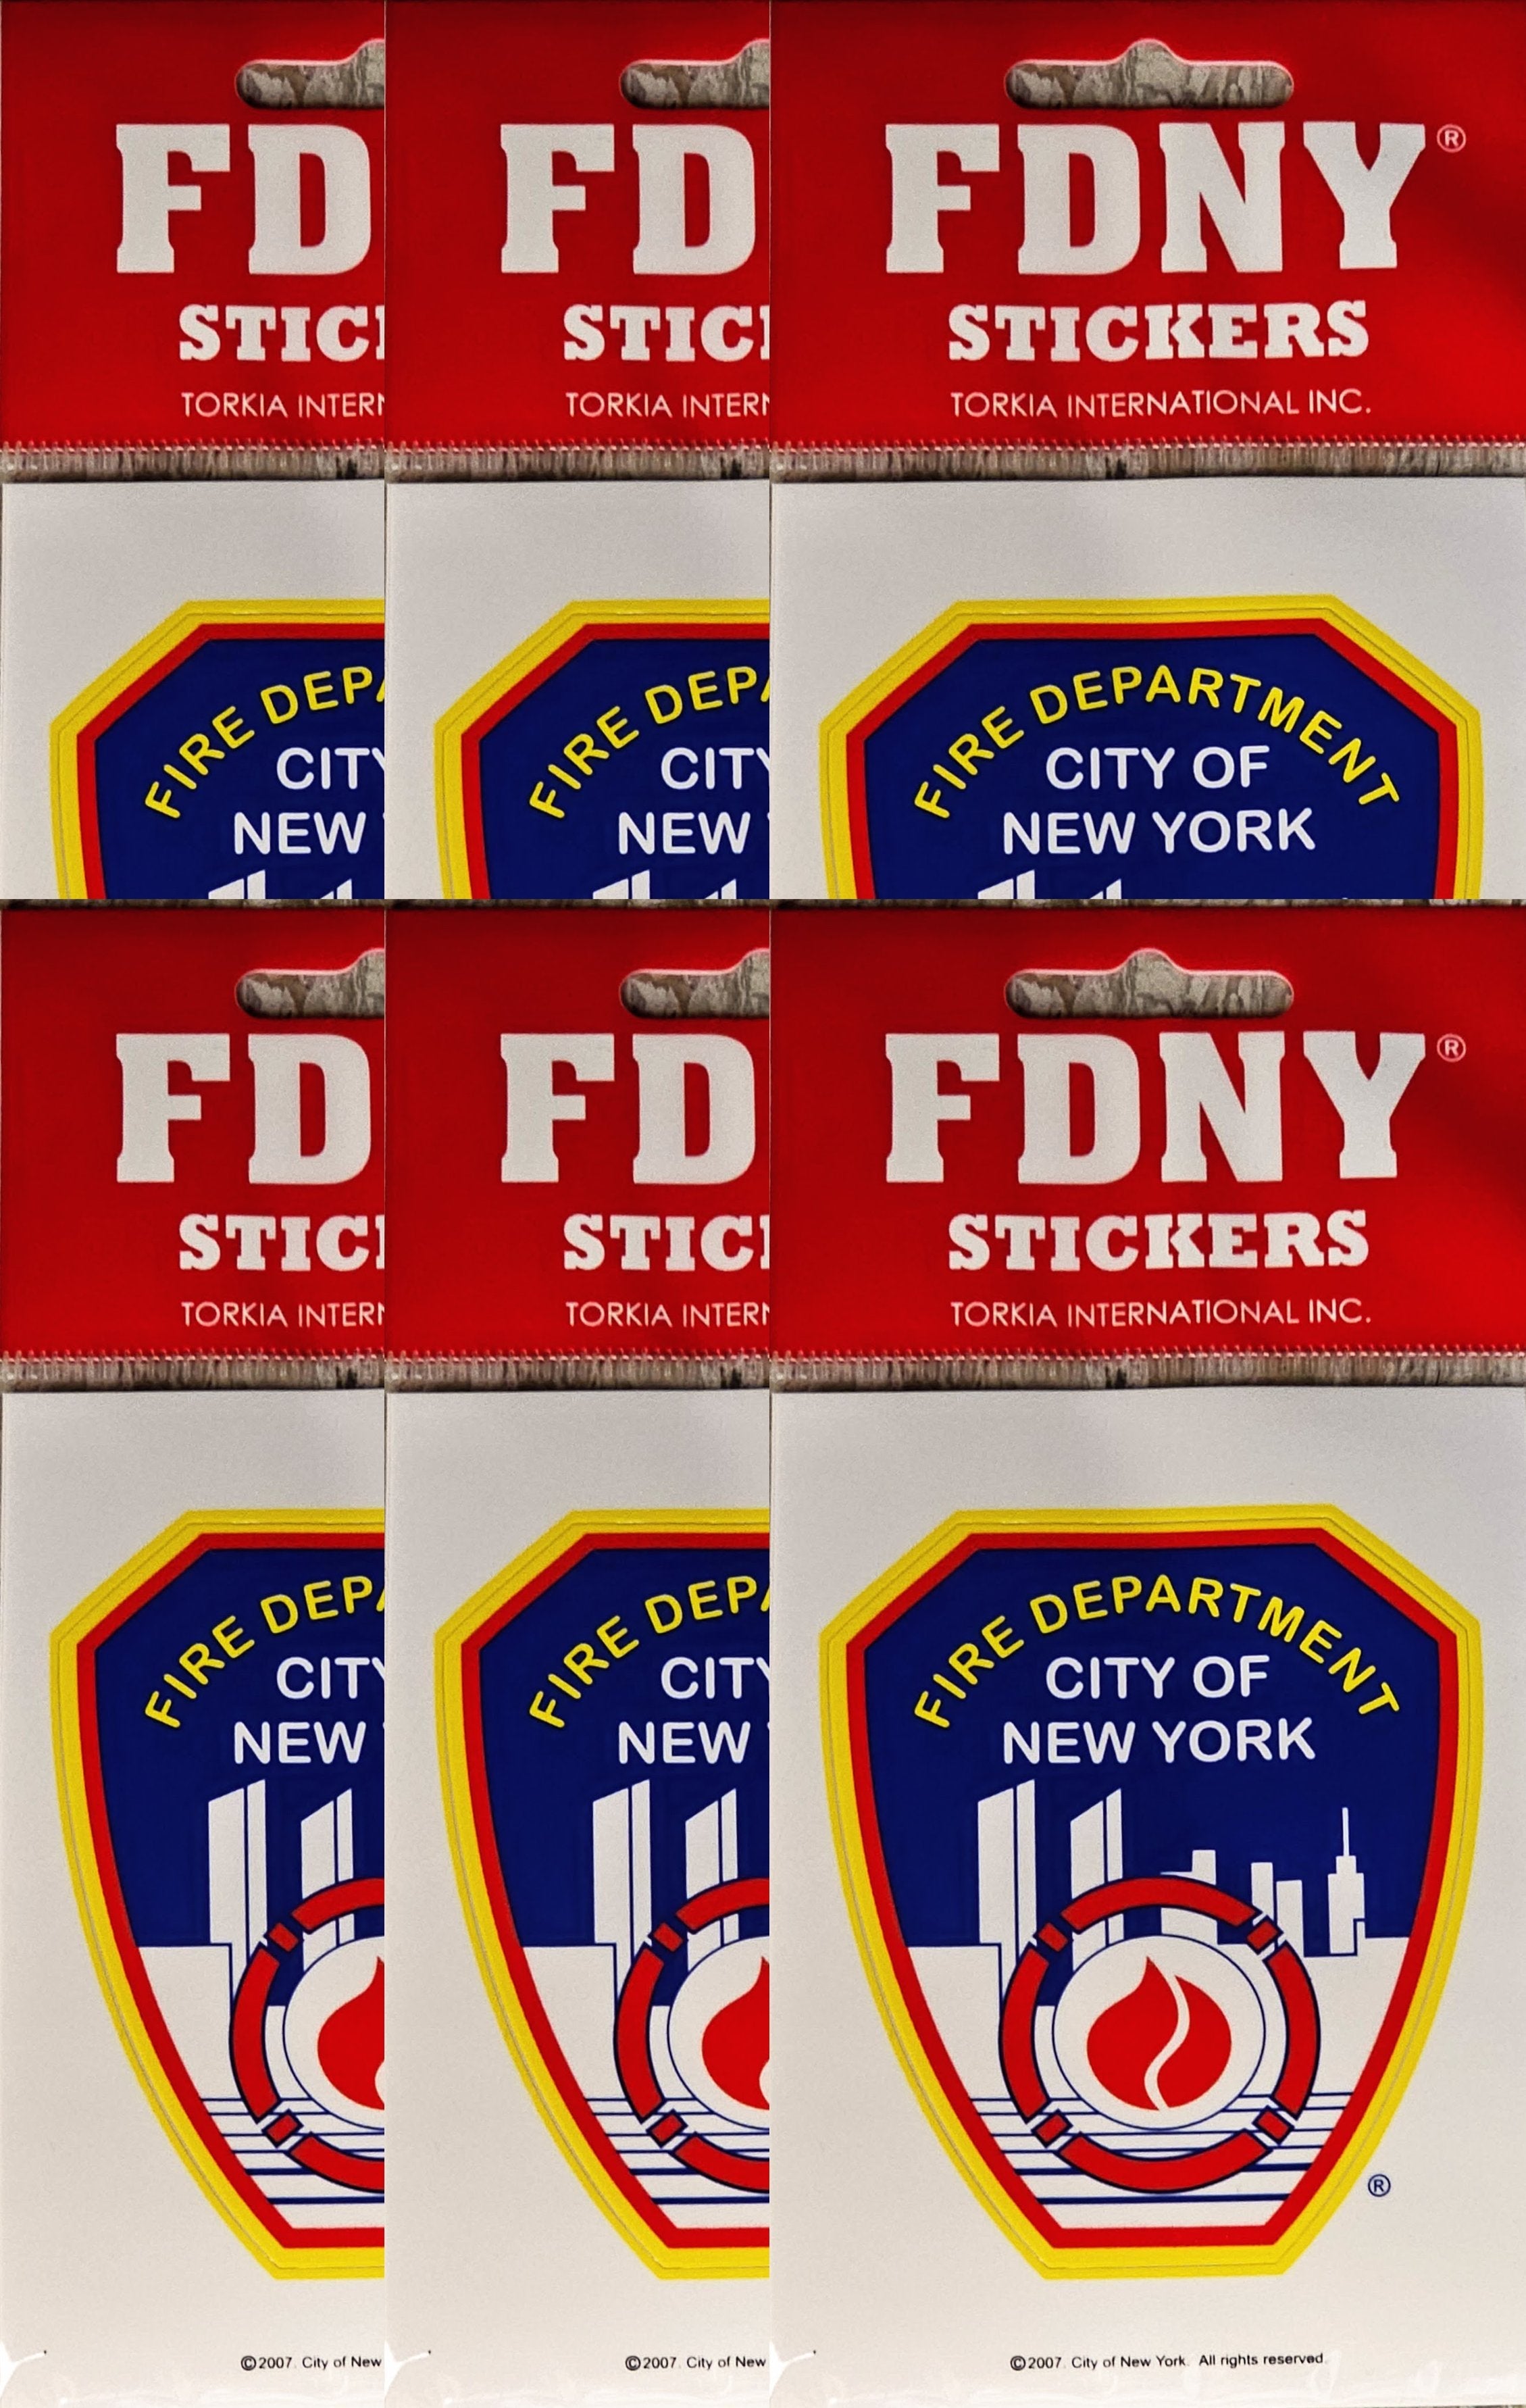 FD FD FDNY®
STIC STIC STICKERS
TORKIA INTERN TORKIA INTERN TORKIA INTERNATIONAL INC.
FIRE DEPA FIRE DEPA FIRE DEPARTMENT
CITY CITY CITY OF
NEW NEW NEW YORK
FD FD FDNY®
STIC STIC STICKERS
TORKIA INTERN TORKIA INTERN TORKIA INTERNATIONAL INC.
FIRE DEPA FIRE DEPA FIRE DEPARTMENT
CITY CITY CITY OF
NEW NEW NEW YORK
®
©2007. City of New ©2007. City of New ©2007. City of New York. All rights reserved.